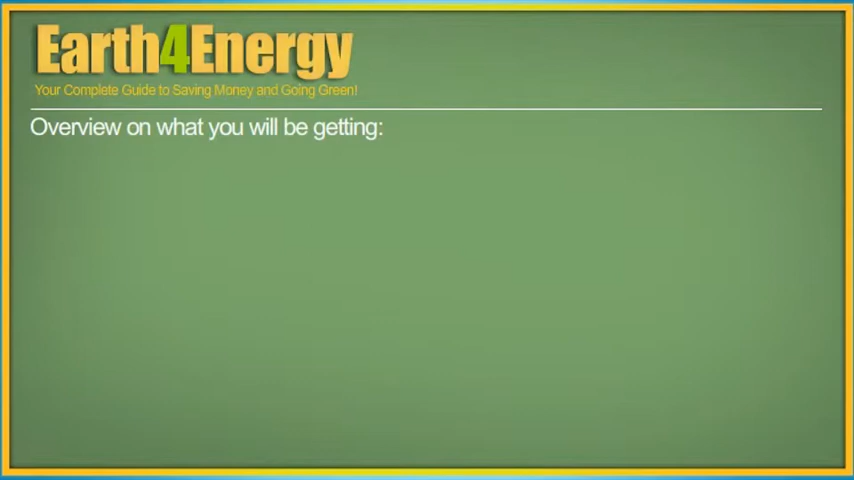 Earth4Energy
Your Complete Guide to Saving Money and Going Green!
Overview on what you will be getting: